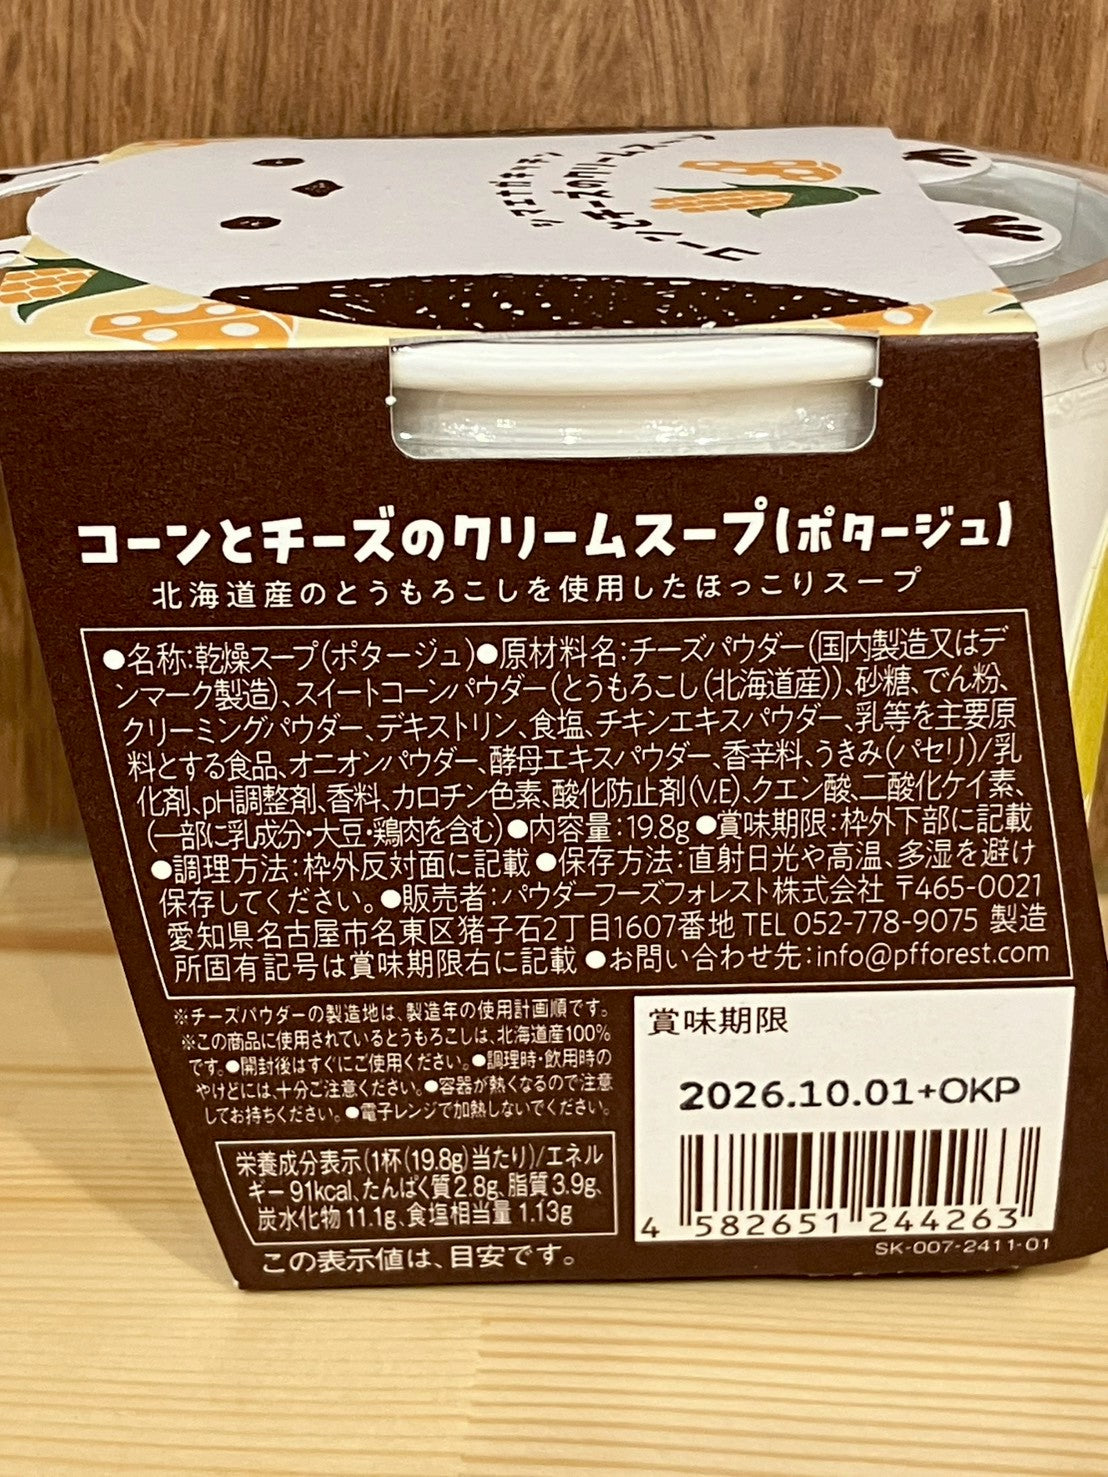 シマエナガキッチン
コーンとチーズのクリームスープ
コーンとチーズのクリームスープ(ポタージュ)
北海道産のとうもろこしを使用したほっこりスープ
●名称:乾燥スープ(ポタージュ)●原材料名:チーズパウダー(国内製造又はデ
ンマーク製造)、スイートコーンパウダー(とうもろこし(北海道産))、砂糖、でん粉、
クリーミングパウダー、デキストリン、食塩、チキンエキスパウダー、乳等を主要原
料とする食品、オニオンパウダー、酵母エキスパウダー、香辛料、うきみ(パセリ)/乳
化剤、pH調整剤、香料、カロチン色素、酸化防止剤(V.E)、クエン酸、二酸化ケイ素、
(一部に乳成分・大豆・鶏肉を含む)●内容量:19.8g ●賞味期限:枠外下部に記載
●調理方法:枠外反対面に記載 ●保存方法:直射日光や高温、多湿を避け
保存してください。●販売者:パウダーフーズフォレスト株式会社 〒465-0021
愛知県名古屋市名東区猪子石2丁目1607番地 TEL 052-778-9075 製造
所固有記号は賞味期限右に記載 ●お問い合わせ先:info@pfforest.com
※チーズパウダーの製造地は、製造年の使用計画順です。
※この商品に使用されているとうもろこしは、北海道産100%
です。●開封後はすぐにご使用ください。●調理時・飲用時の
やけどには、十分ご注意ください。●容器が熱くなるので注意
してお持ちください。●電子レンジで加熱しないでください。
栄養成分表示(1杯(19.8g)当たり)/エネル
ギー 91kcal、たんぱく質2.8g、脂質3.9g、
炭水化物11.1g、食塩相当量 1.13g
この表示値は、目安です。
賞味期限
2026.10.01+OKP
4 582651 244263
SK-007-2411-01